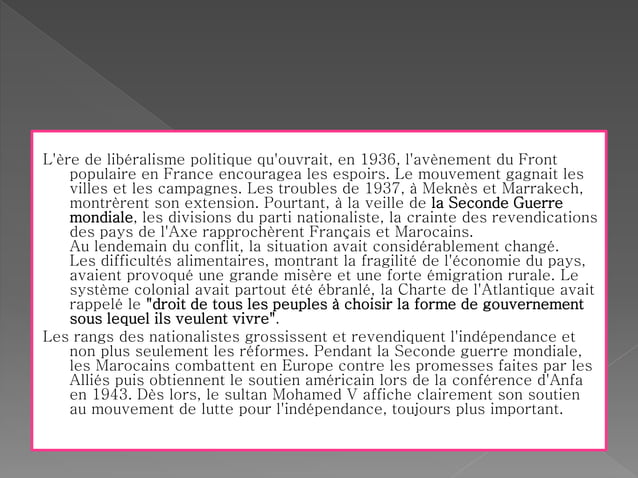 L'ère de libéralisme politique qu'ouvrait, en 1936, l'avènement du Front
populaire en France encouragea les espoirs. Le mouvement gagnait les
villes et les campagnes. Les troubles de 1937, à Meknès et Marrakech,
montrèrent son extension. Pourtant, à la veille de la Seconde Guerre
mondiale, les divisions du parti nationaliste, la crainte des revendications
des pays de l'Axe rapprochèrent Français et Marocains.
Au lendemain du conflit, la situation avait considérablement changé.
Les difficultés alimentaires, montrant la fragilité de l'économie du pays,
avaient provoqué une grande misère et une forte émigration rurale. Le
système colonial avait partout été ébranlé, la Charte de l'Atlantique avait
rappelé le "droit de tous les peuples à choisir la forme de gouvernement
sous lequel ils veulent vivre".
Les rangs des nationalistes grossissent et revendiquent l'indépendance et
non plus seulement les réformes. Pendant la Seconde guerre mondiale,
les Marocains combattent en Europe contre les promesses faites par les
Alliés puis obtiennent le soutien américain lors de la conférence d'Anfa
en 1943. Dès lors, le sultan Mohamed V affiche clairement son soutien
au mouvement de lutte pour l'indépendance, toujours plus important.